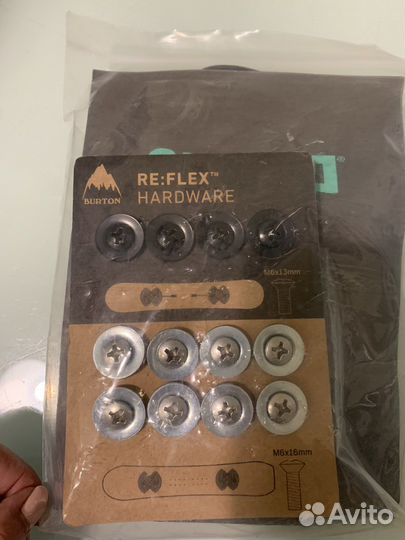 RE:FLEX™
HARDWARE
BURTON
M6x13mm
M6x16mm
Avito